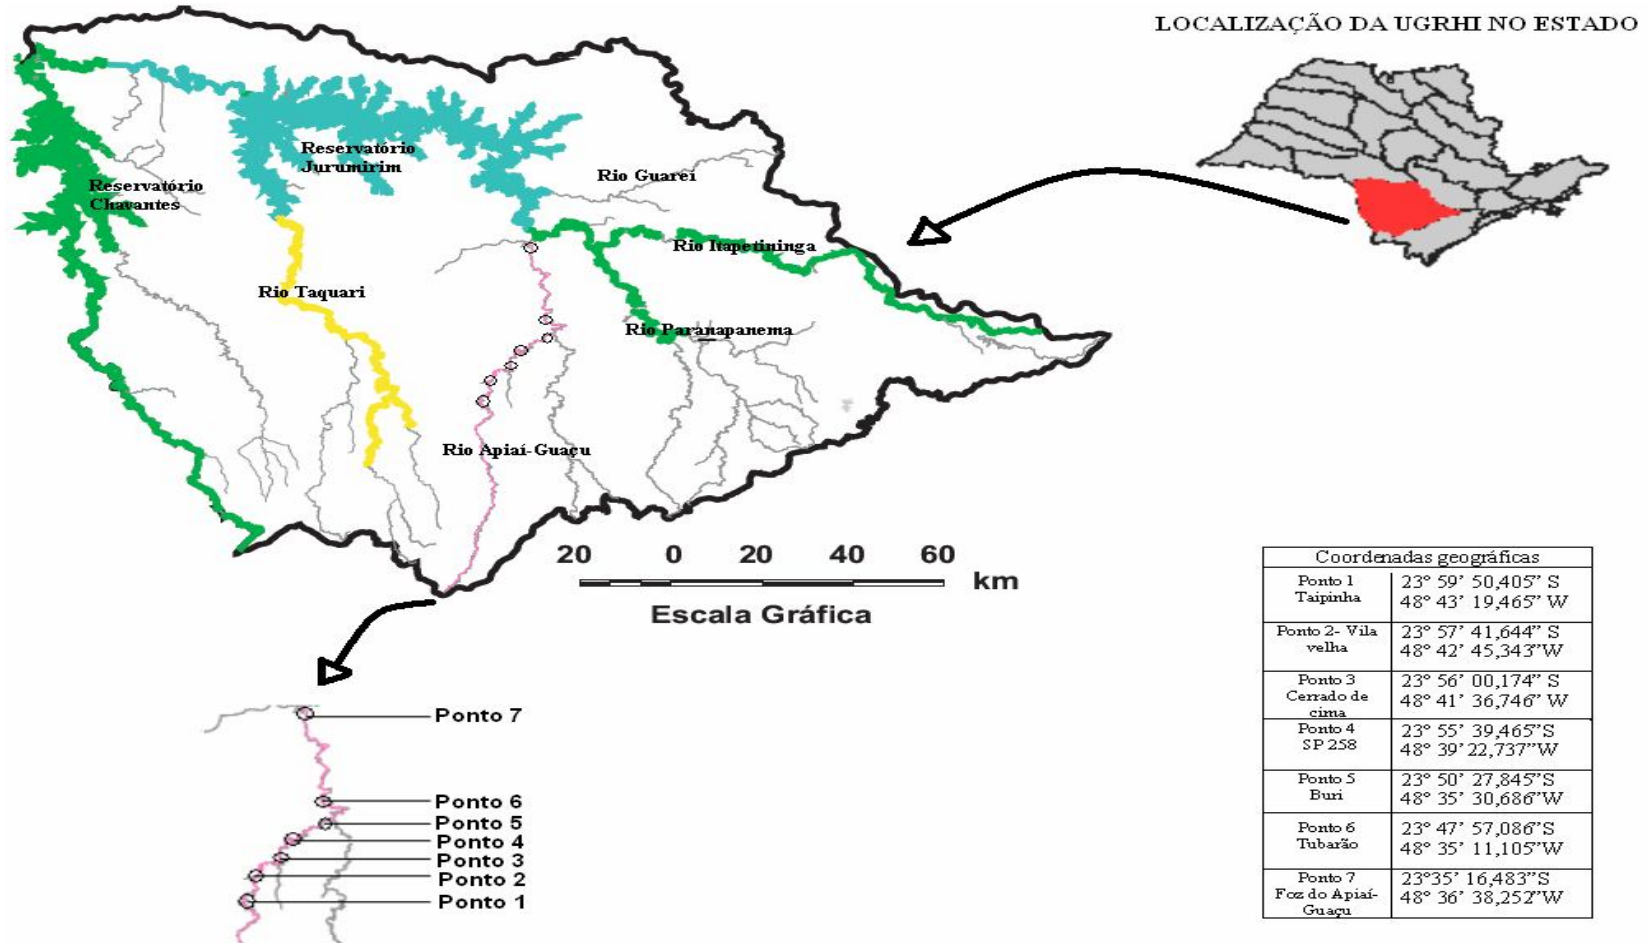 LOCALIZAÇÃO DA UGRHI NO ESTADO
Reservatório
Jurumirim
Reservatório
Chavantes
Rio Guareí
Rio Itapetininga
Rio Taquari
Rio Paranapanema
Rio Apiaí-Guaçu
20 0 20 40 60
km
Escala Gráfica
Ponto 7
Ponto 6
Ponto 5
Ponto 4
Ponto 3
Ponto 2
Ponto 1
Coordenadas geográficas
Ponto 1
Taipinha
23° 59’ 50,405” S
48° 43’ 19,465” W
Ponto 2- Vila
velha
23° 57’ 41,644” S
48° 42’ 45,343”W
Ponto 3
Cerrado de
cima
23° 56’ 00,174” S
48° 41’ 36,746” W
Ponto 4
SP 258
23° 55’ 39,465”S
48° 39’ 22,737”W
Ponto 5
Buri
23° 50’ 27,845”S
48° 35’ 30,686”W
Ponto 6
Tubarão
23° 47’ 57,086”S
48° 35’ 11,105”W
Ponto 7
Foz do Apiaí-
Guaçu
23°35’ 16,483”S
48° 36’ 38,252”W